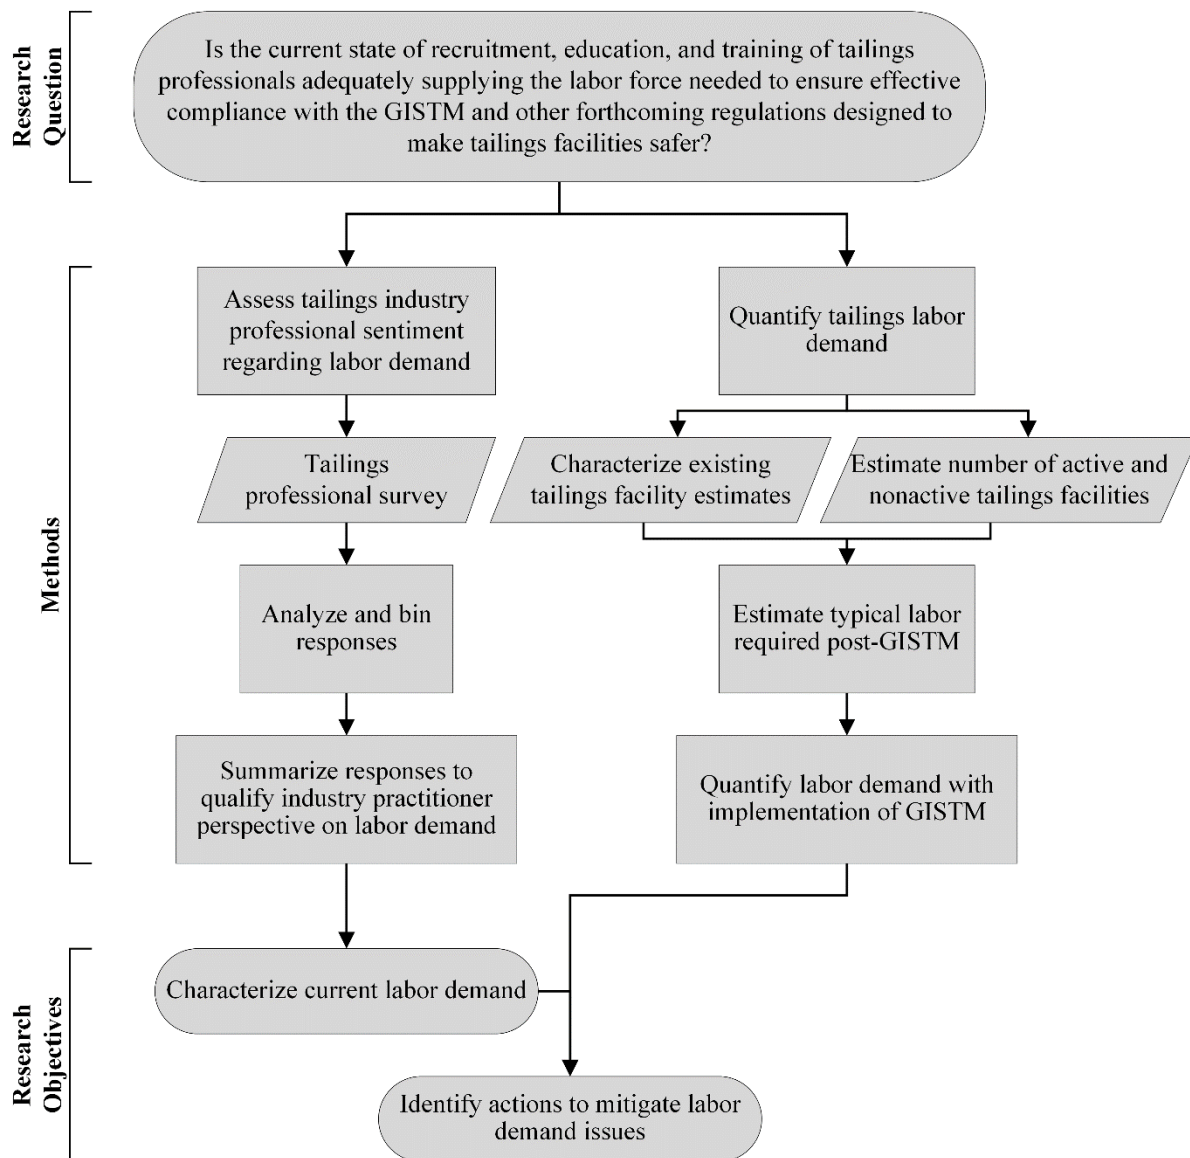 Research
Question
Is the current state of recruitment, education, and training of tailings
professionals adequately supplying the labor force needed to ensure effective
compliance with the GISTM and other forthcoming regulations designed to
make tailings facilities safer?
Methods
Assess tailings industry
professional sentiment
regarding labor demand
Quantify tailings labor
demand
Tailings
professional survey
Characterize existing
tailings facility estimates
Estimate number of active and
nonactive tailings facilities
Analyze and bin
responses
Estimate typical labor
required post-GISTM
Summarize responses to
qualify industry practitioner
perspective on labor demand
Quantify labor demand with
implementation of GISTM
Research
Objectives
Characterize current labor demand
Identify actions to mitigate labor
demand issues